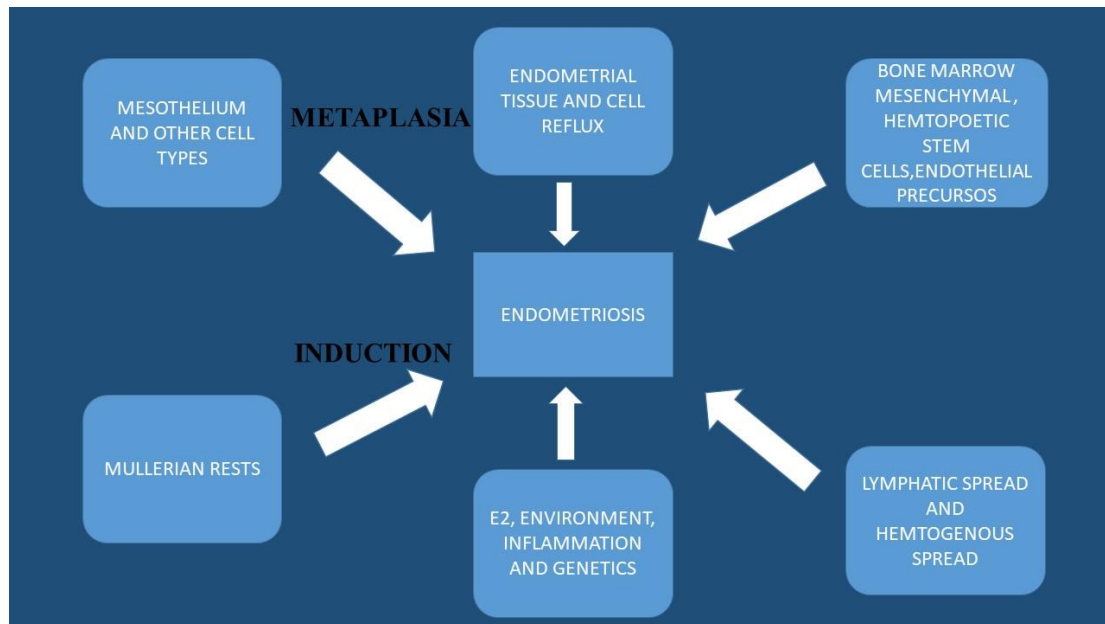 MESOTHELIUM
AND OTHER CELL
TYPES
METAPLASIA
ENDOMETRIAL
TISSUE AND CELL
REFLUX
BONE MARROW
MESENCHYMAL ,
HEMTOPOETIC
STEM
CELLS,ENDOTHELIAL
PRECURSOS
ENDOMETRIOSIS
INDUCTION
MULLERIAN RESTS
E2, ENVIRONMENT,
INFLAMMATION
AND GENETICS
LYMPHATIC SPREAD
AND
HEMTOGENOUS
SPREAD